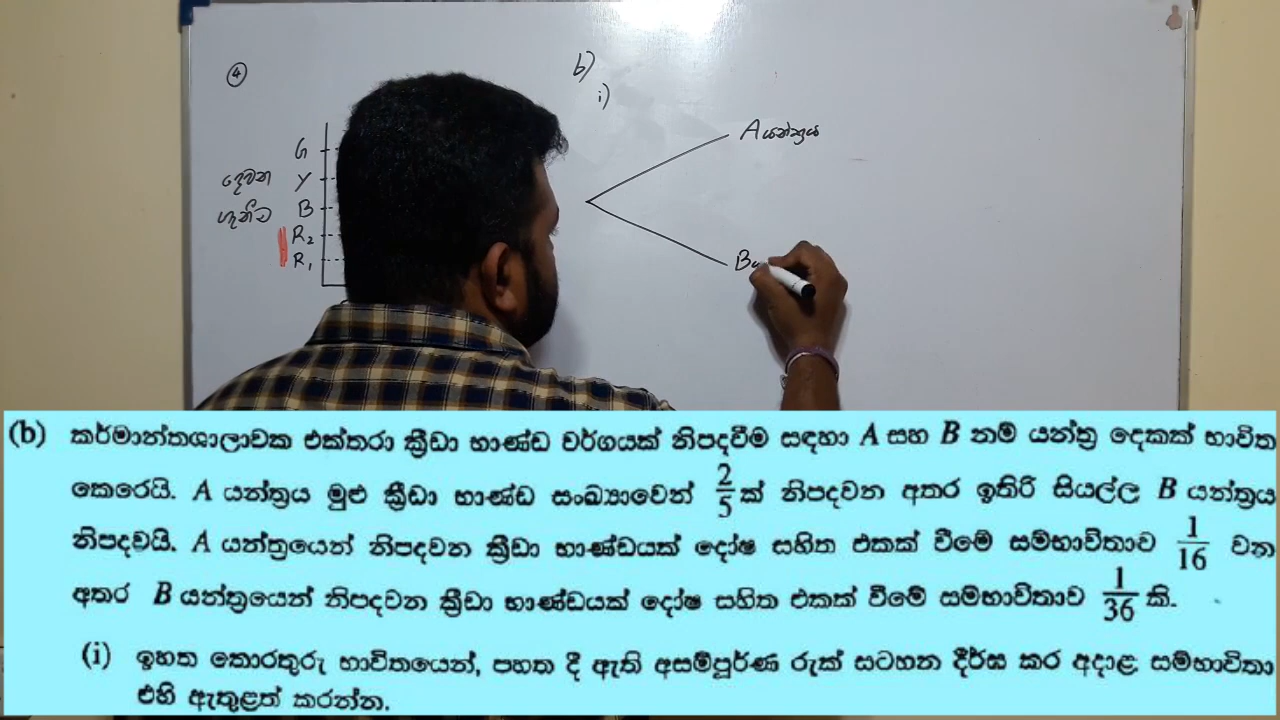 4
G
දෙවන Y
ගැනීම B
R₂
R₁
b)
i)
A යන්ත්‍රය
B
(b) කර්මාන්තශාලාවක එක්තරා ක්‍රීඩා භාණ්ඩ වර්ගයක් නිපදවීම සඳහා A සහ B නම් යන්ත්‍ර දෙකක් භාවිත
කෙරෙයි. A යන්ත්‍රය මුළු ක්‍රීඩා භාණ්ඩ සංඛ්‍යාවෙන් 2/5 ක් නිපදවන අතර ඉතිරි සියල්ල B යන්ත්‍රය
නිපදවයි. A යන්ත්‍රයෙන් නිපදවන ක්‍රීඩා භාණ්ඩයක් දෝෂ සහිත එකක් වීමේ සම්භාවිතාව 1/16 වන
අතර B යන්ත්‍රයෙන් නිපදවන ක්‍රීඩා භාණ්ඩයක් දෝෂ සහිත එකක් වීමේ සම්භාවිතාව 1/36 කි.
(i) ඉහත තොරතුරු භාවිතයෙන්, පහත දී ඇති අසම්පූර්ණ රුක් සටහන දීර්ඝ කර අදාළ සම්භාවිතා
එහි ඇතුළත් කරන්න.